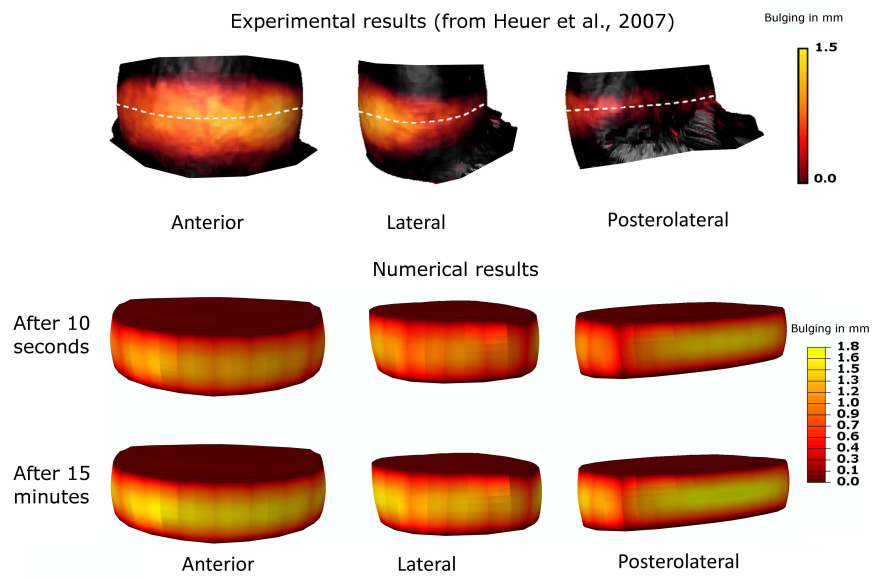 Experimental results (from Heuer et al., 2007)
Bulging in mm
1.5
0.0
Anterior
Lateral
Posterolateral
Numerical results
After 10
seconds
Bulging in mm
1.8
1.6
1.5
1.3
1.2
1.0
0.9
0.7
0.6
0.4
0.3
0.1
0.0
After 15
minutes
Anterior
Lateral
Posterolateral